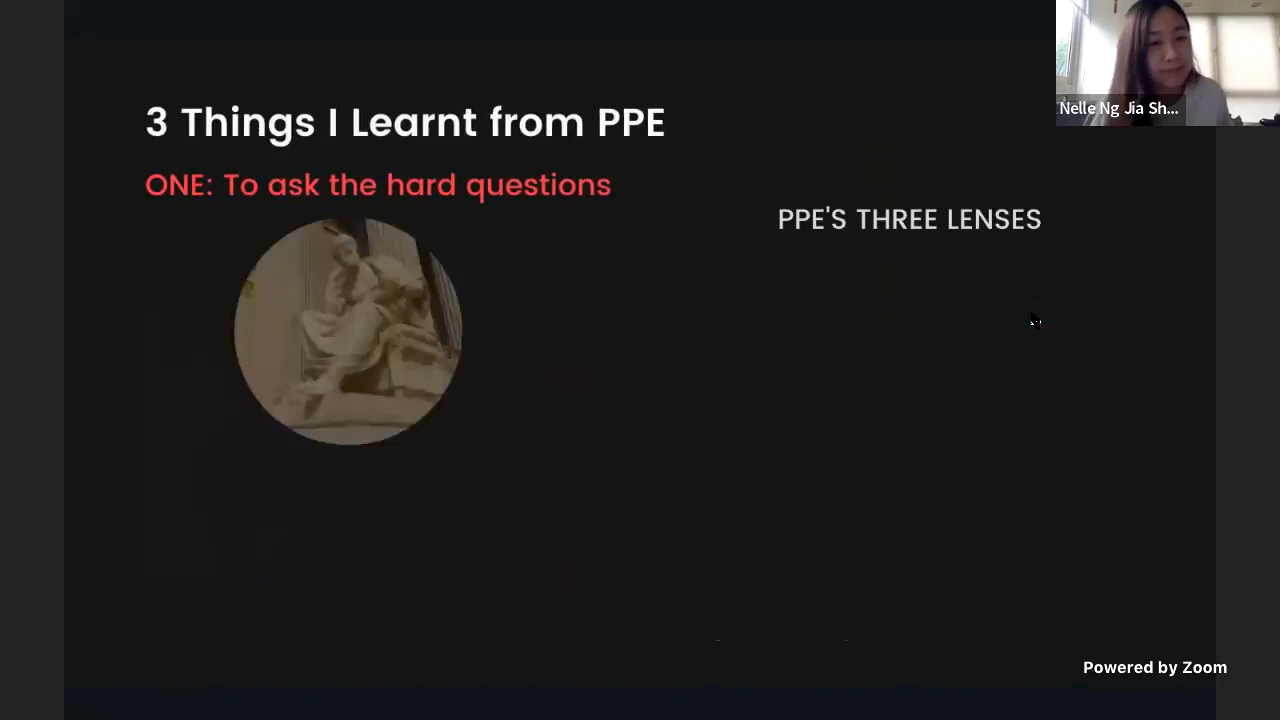 3 Things I Learnt from PPE
ONE: To ask the hard questions
PPE'S THREE LENSES
Nelle Ng Jia Sh...
Powered by Zoom